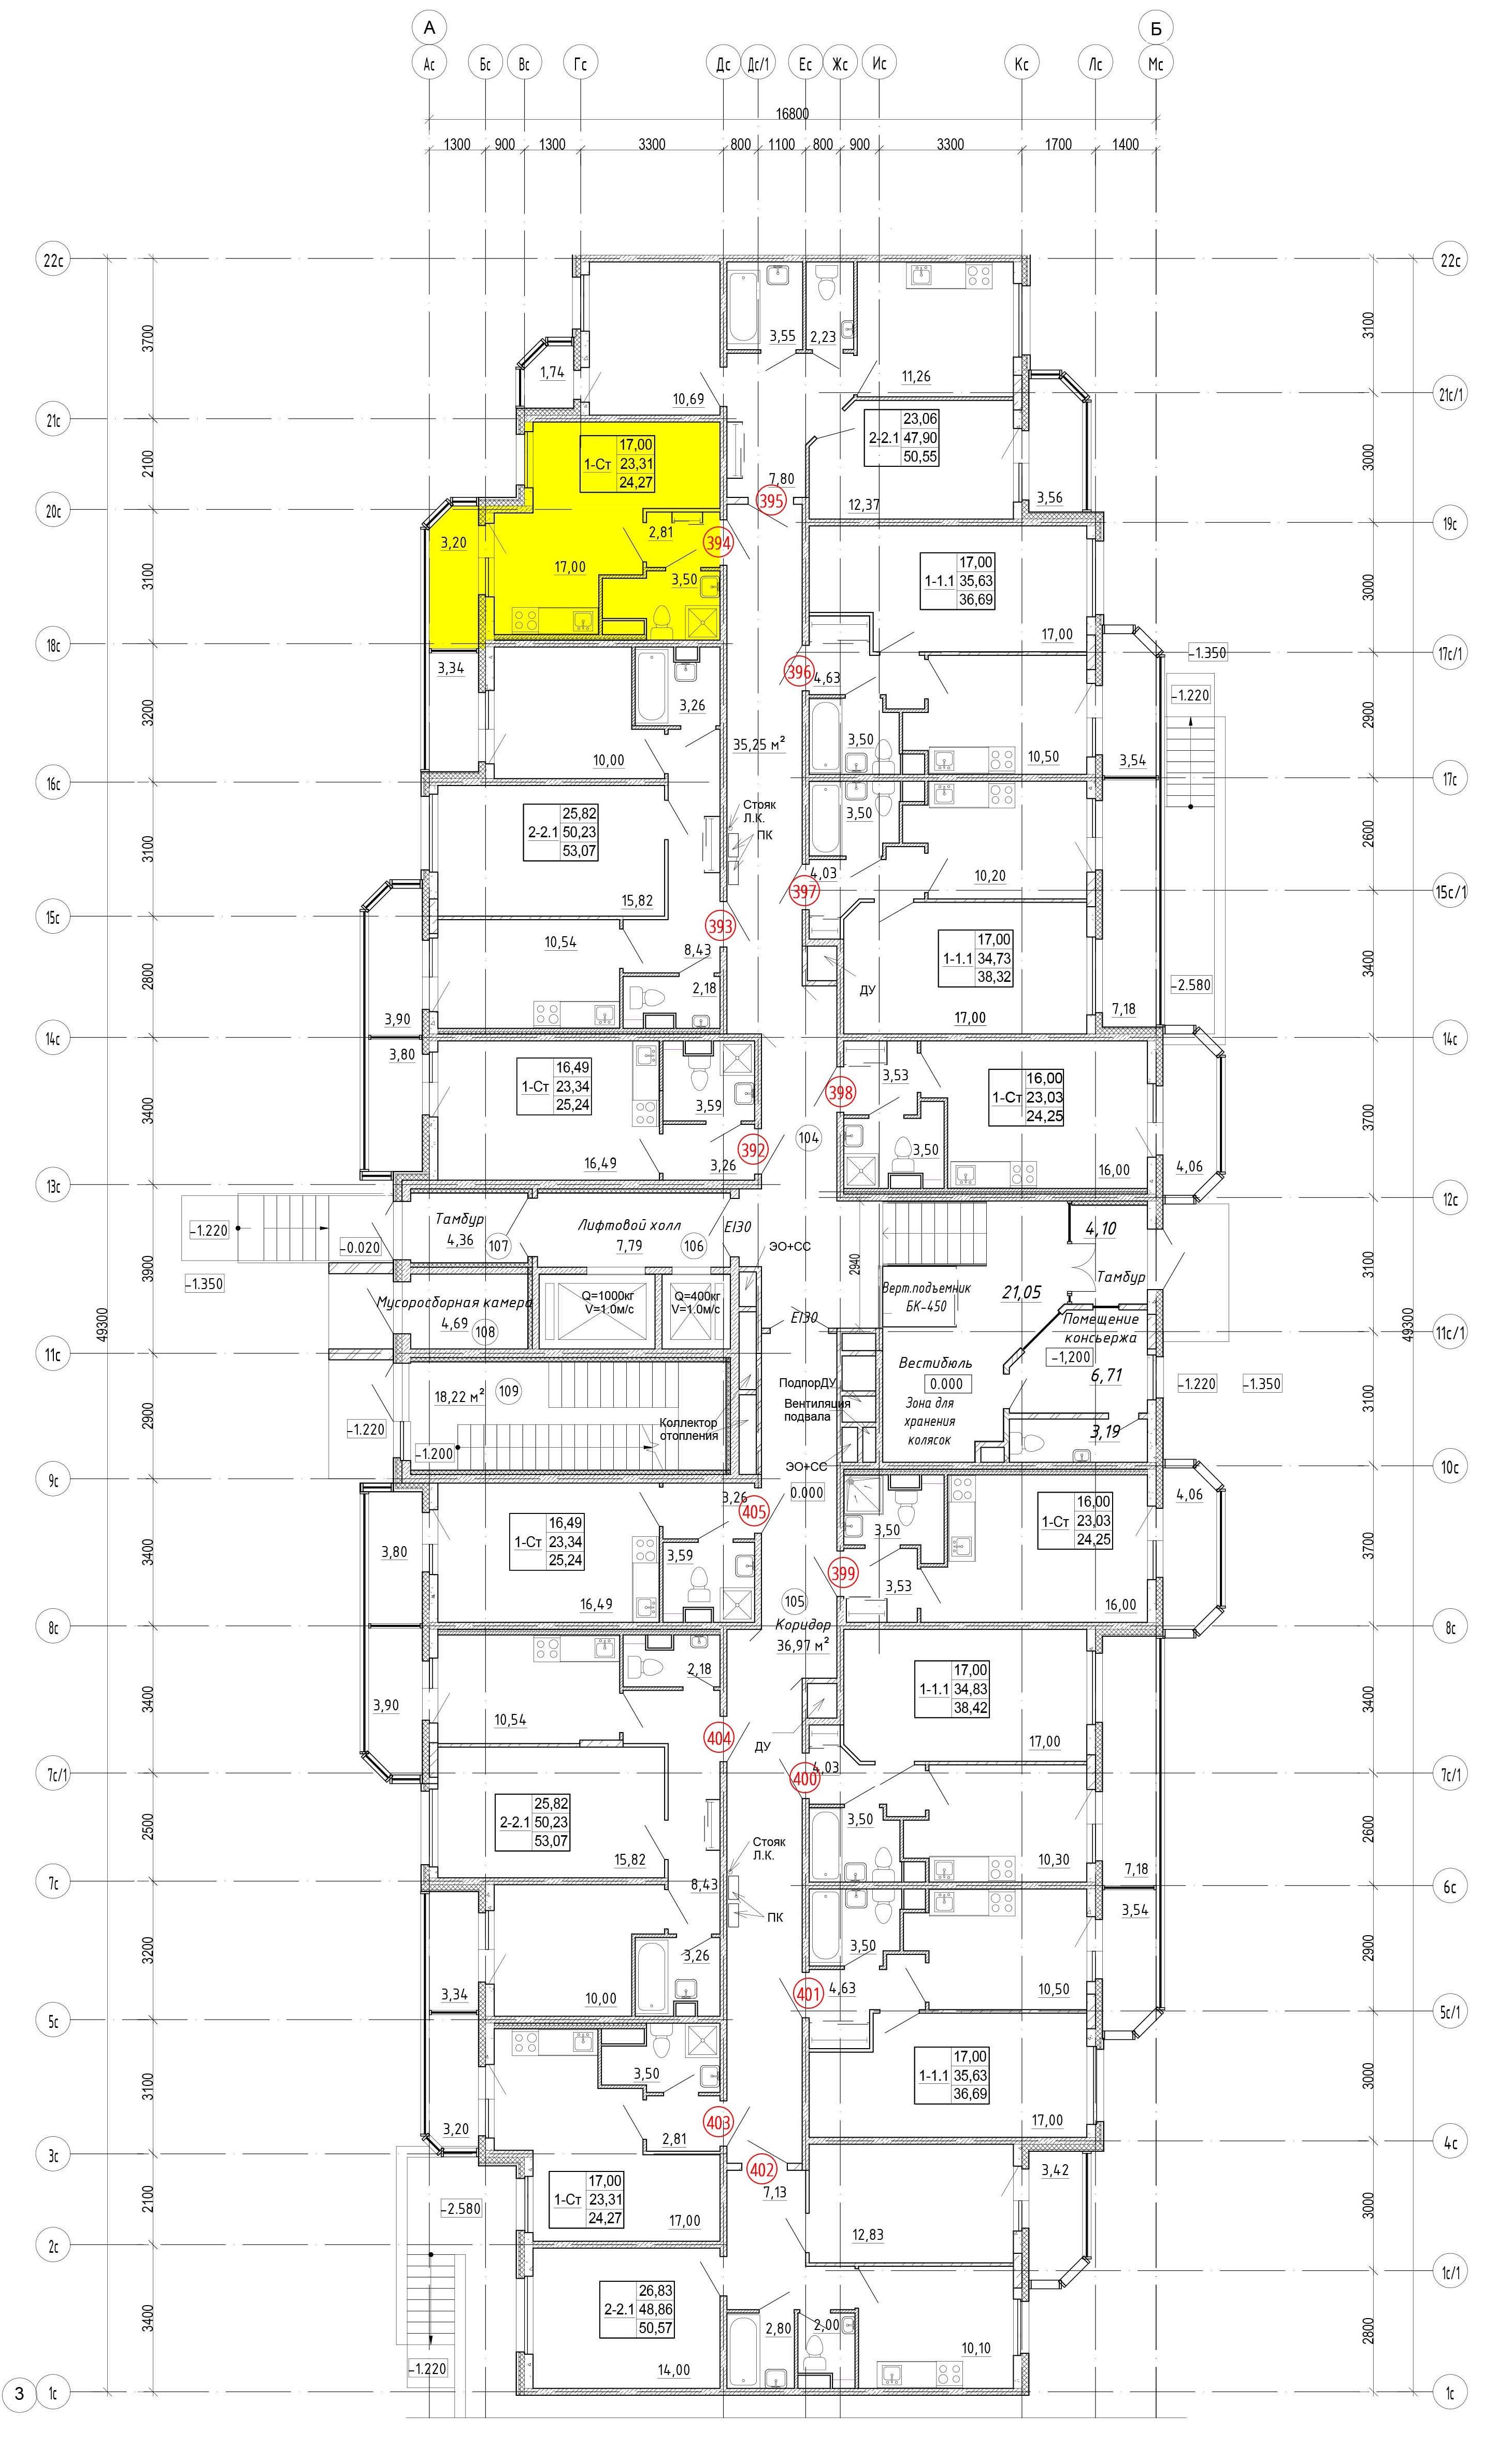 А
Б
Ас
Бс
Вс
Гс
Дс
Дс/1
Ес
Жс
Ис
Кс
Лс
Мс
16800
1300
900
1300
3300
800
1100
800
900
3300
1700
1400
22с
22с
3700
3100
3,55
2,23
1,74
11,26
10,69
21с/1
21с
17,00
1-Ст 23,31
24,27
23,06
2-2.1 47,90
50,55
2100
3000
7,80
395
3,56
12,37
20с
19с
3,20
2,81
394
17,00
3,50
17,00
1-1.1 35,63
36,69
3100
3000
18с
17,00
17с/1
-1.350
3,34
396
4,63
-1.220
3200
3,26
2900
35,25 м²
3,50
10,00
10,50
3,54
16с
17с
Стояк
Л.К.
ПК
25,82
2-2.1 50,23
53,07
3,50
3100
2600
4,03
10,20
397
15с/1
15,82
15с
393
10,54
8,43
17,00
1-1.1 34,73
38,32
2800
3400
2,18
ДУ
-2.580
3,90
17,00
7,18
14с
14с
3,80
3,53
16,49
1-Ст 23,34
25,24
16,00
1-Ст 23,03
24,25
398
3,59
3400
3700
104
392
3,50
16,49
3,26
16,00
4,06
13с
12с
-1.220
-0.020
Тамбур
4,36
107
Лифтовой холл
7,79
106
EI30
ЭО+СС
2940
4,10
-1.350
3900
3100
Верт.подъемник
БК-450
21,05
Тамбур
Мусоросборная камера
4,69
108
Q=1000кг
V=1.0м/с
Q=400кг
V=1.0м/с
EI30
Помещение
консьержа
49300
49300
11с
11с/1
-1,200
Вестибюль
0.000
6,71
-1.220
-1.350
18,22 м²
109
ПодпорДУ
Вентиляция
подвала
Зона для
хранения
колясок
2900
3100
-1.220
-1.200
Коллектор
отопления
3,19
9с
ЭО+СС
10с
0.000
3,26
405
4,06
16,49
1-Ст 23,34
25,24
16,00
1-Ст 23,03
24,25
3,50
3400
3700
3,80
3,59
399
3,53
16,49
105
16,00
8с
Коридор
36,97 м²
8с
2,18
17,00
1-1.1 34,83
38,42
3400
3400
3,90
10,54
404
ДУ
17,00
7с/1
400
4,03
7с/1
25,82
2-2.1 50,23
53,07
3,50
2500
2600
Стояк
Л.К.
15,82
10,30
7,18
7с
8,43
6с
ПК
3,54
3200
3,26
3,50
2900
3,34
10,00
401
4,63
10,50
5с
5с/1
3100
3,50
17,00
1-1.1 35,63
36,69
3000
3,20
403
17,00
2,81
3с
4с
402
3,42
17,00
1-Ст 23,31
24,27
7,13
2100
3000
-2.580
17,00
12,83
2с
1с/1
26,83
2-2.1 48,86
50,57
3400
2800
2,80
2,00
-1.220
14,00
10,10
3
1с
1с